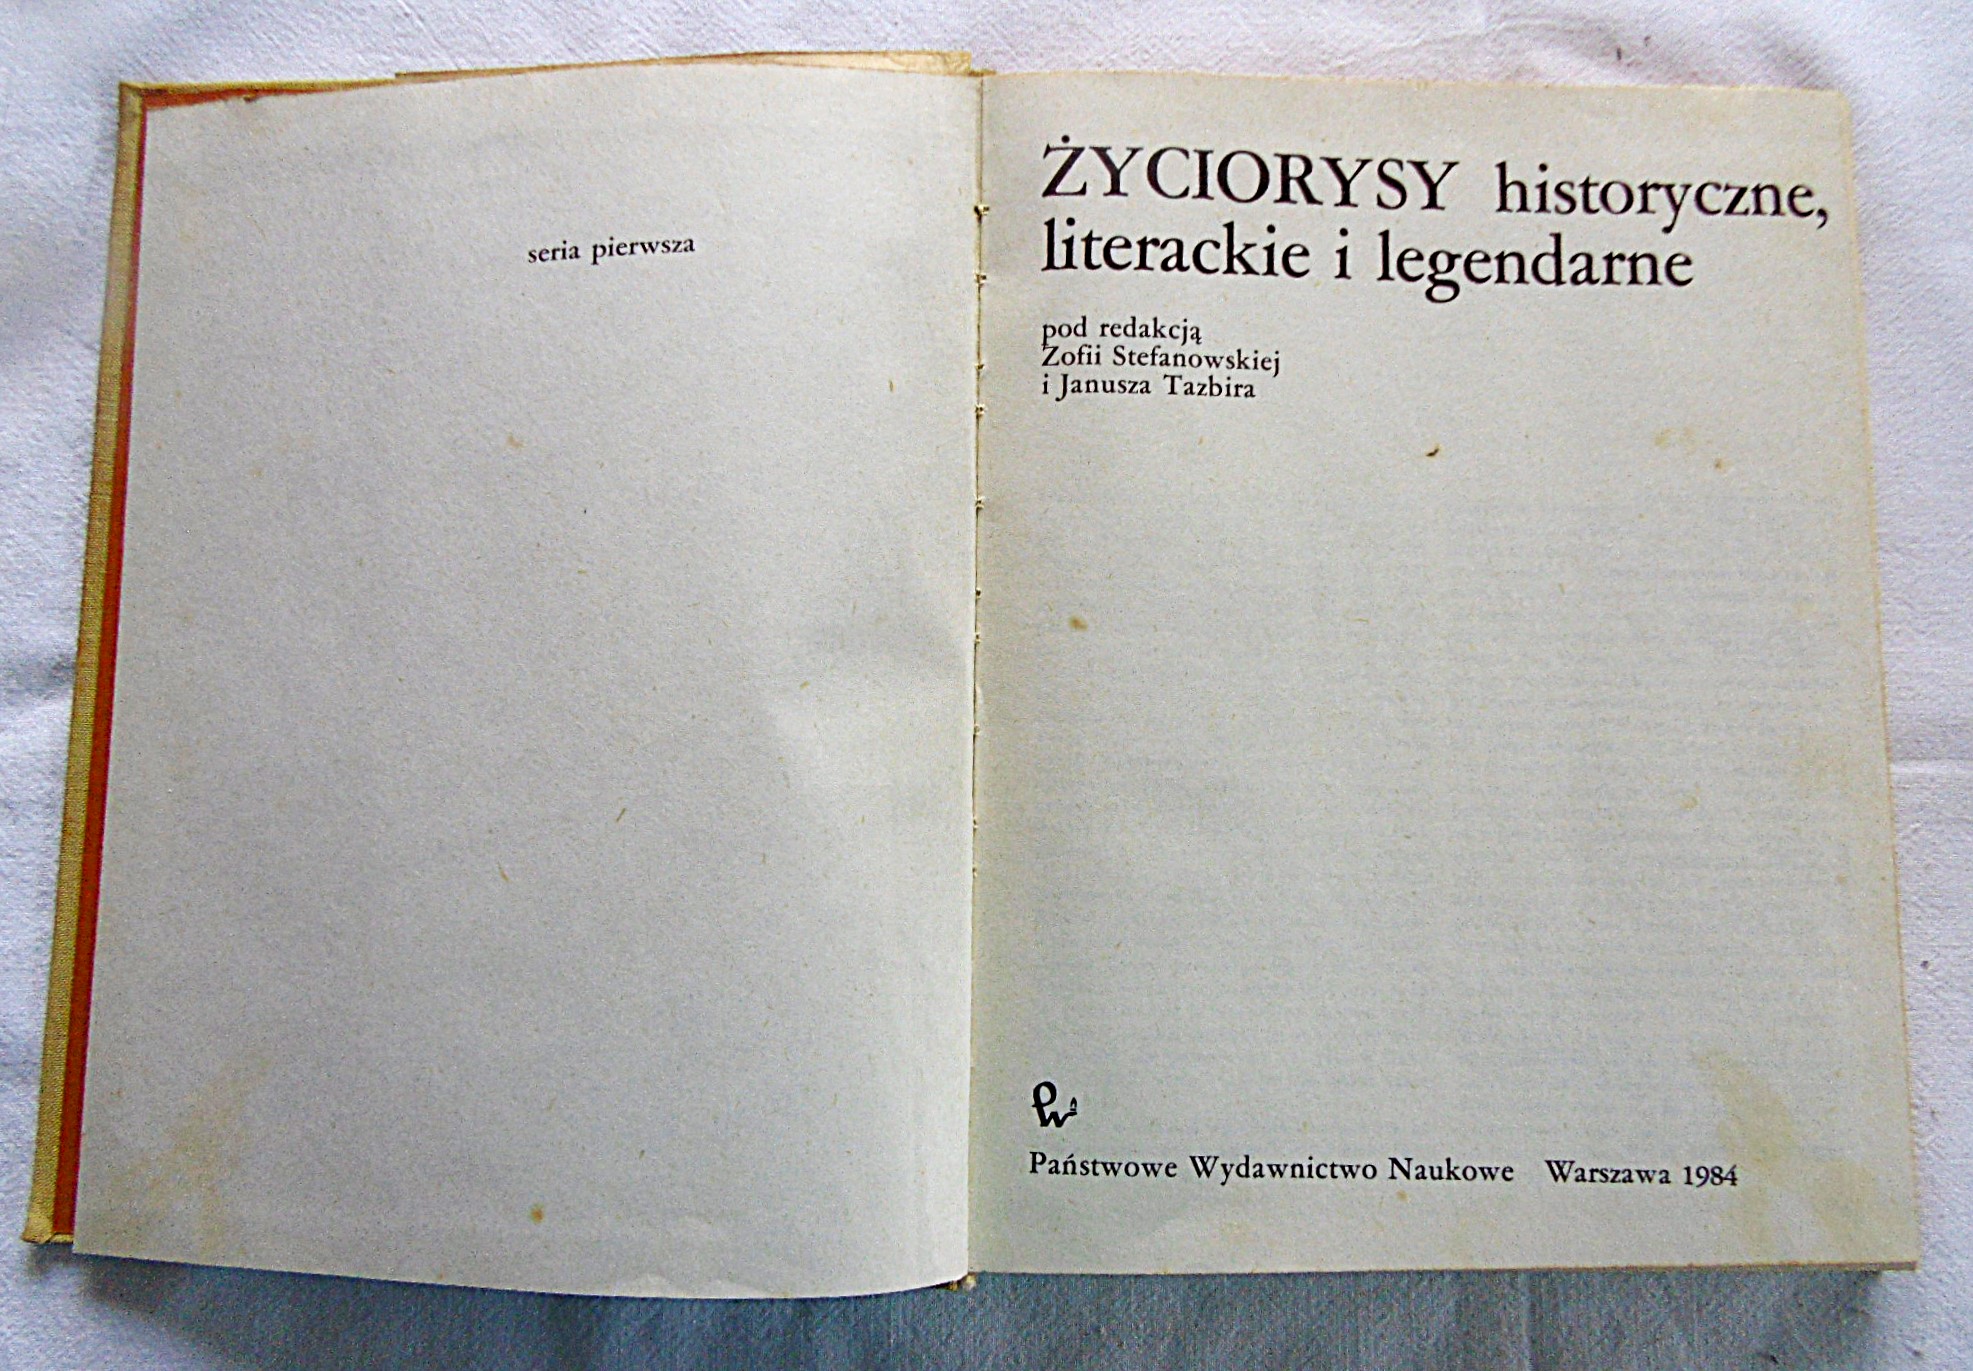 seria pierwsza
ŻYCIORYSY historyczne,
literackie i legendarne
pod redakcją
Zofii Stefanowskiej
i Janusza Tazbira
Państwowe Wydawnictwo Naukowe Warszawa 1984